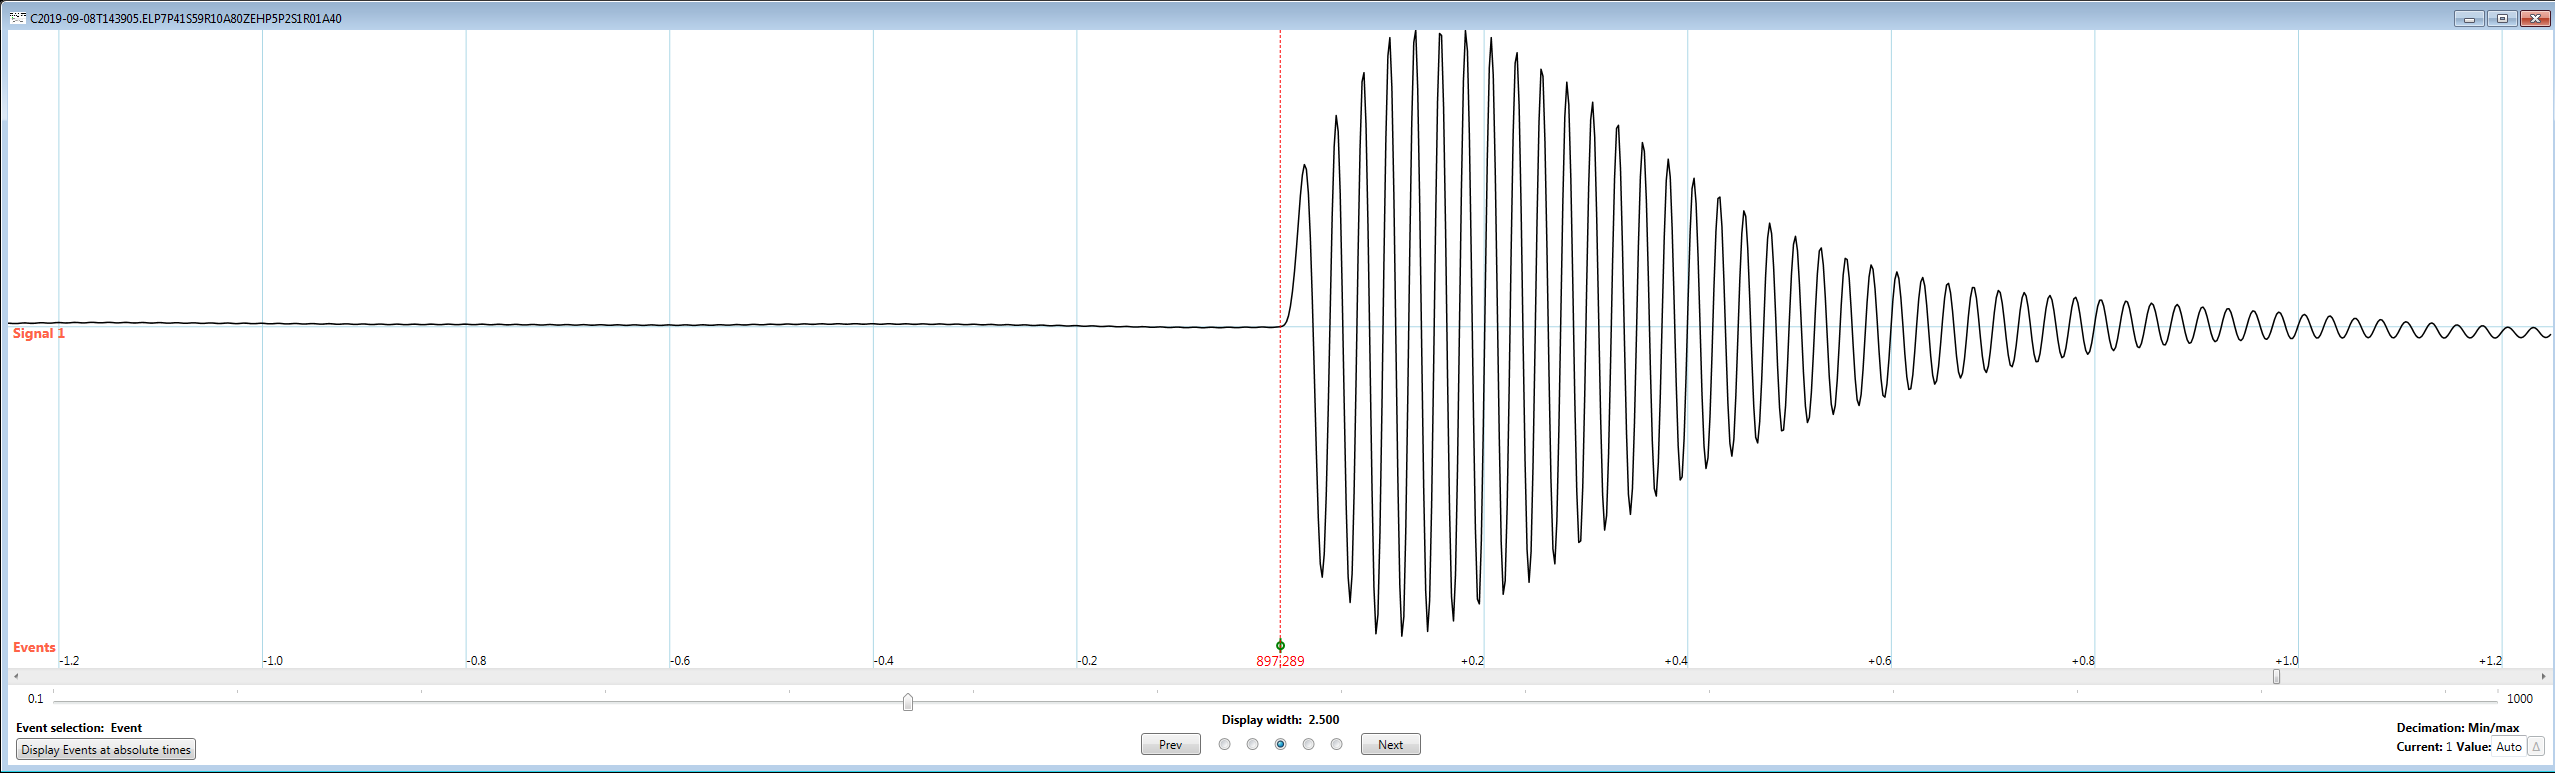 C2019-09-08T143905.ELP7P41S59R10A80ZEHP5P2S1R01A40
Signal 1
Events
-1.2 -1.0 -0.8 -0.6 -0.4 -0.2 897.289 +0.2 +0.4 +0.6 +0.8 +1.0 +1.2
0.1 1000
Event selection: Event
Display width: 2.500
Decimation: Min/max
Display Events at absolute times
Prev Next
Current: 1 Value: Auto Δ